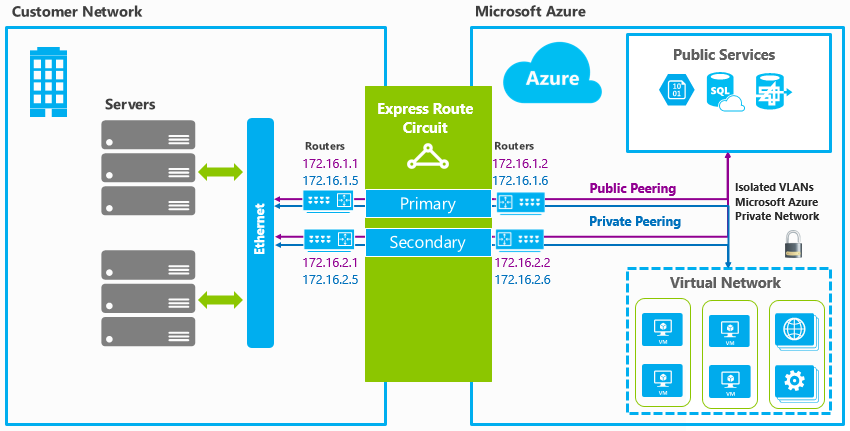 Customer Network
Microsoft Azure
Servers
Ethernet
Routers
172.16.1.1
172.16.1.5
Express Route
Circuit
Primary
Secondary
172.16.2.1
172.16.2.5
Azure
Routers
172.16.1.2
172.16.1.6
172.16.2.2
172.16.2.6
Public Peering
Private Peering
Public Services
10
01
SQL
Isolated VLANs
Microsoft Azure
Private Network
Virtual Network
VM
VM
VM
VM